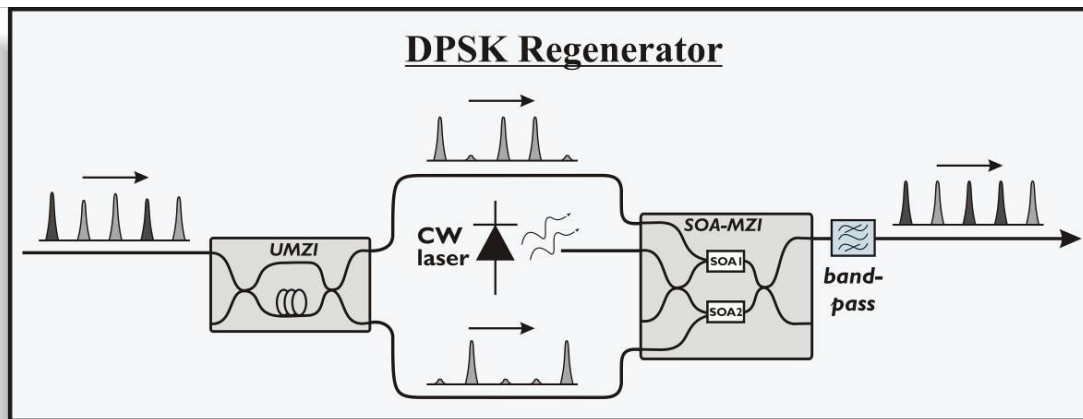 DPSK Regenerator
UMZI
CW
laser
SOA-MZI
SOA1
SOA2
band-
pass